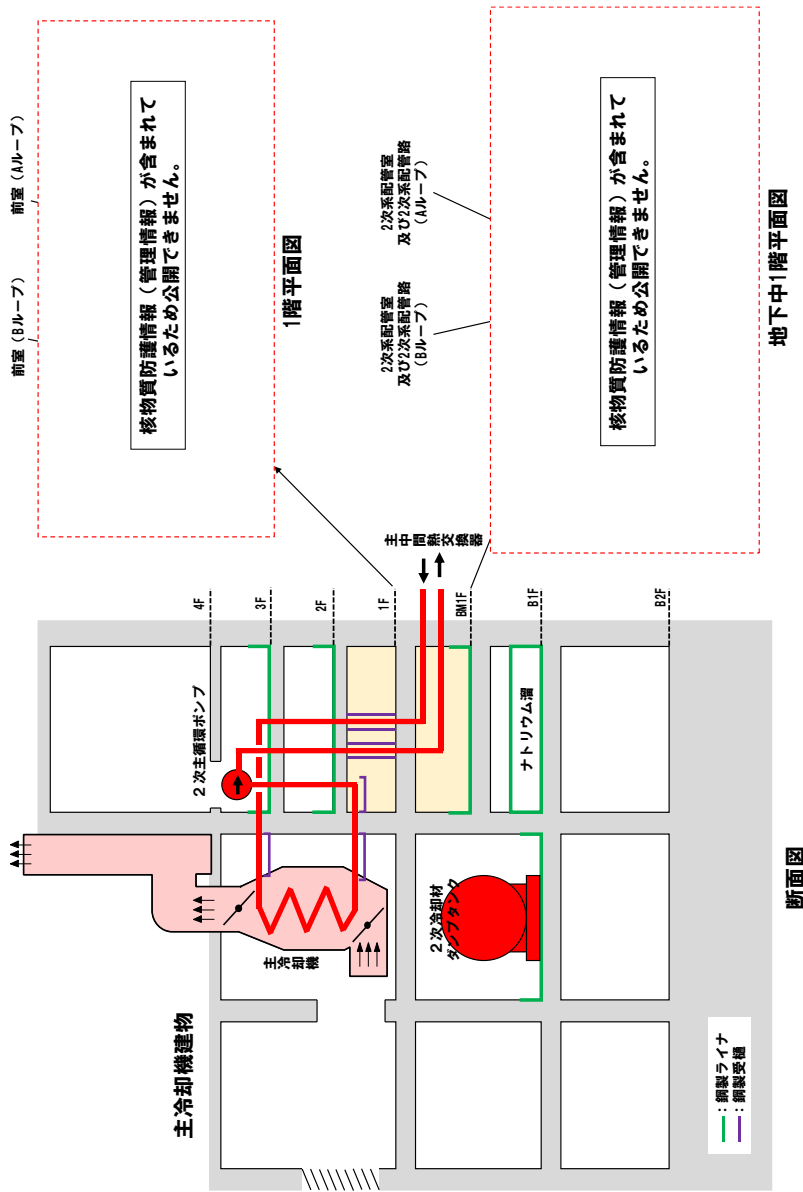 前室(Bループ)
前室(Aループ)
核物質防護情報(管理情報)が含まれて
いるため公開できません。
1階平面図
2次系配管室
及び2次系配管路
(Bループ)
2次系配管室
及び2次系配管路
(Aループ)
核物質防護情報(管理情報)が含まれて
いるため公開できません。
地下中1階平面図
主冷却機建物
4F
3F
2F
1F
BM1F
B1F
B2F
2次主循環ポンプ
主中間熱交換器
主冷却機
2次冷却材
ダンプタンク
ナトリウム溜
断面図
:鋼製ライナ
:鋼製受樋